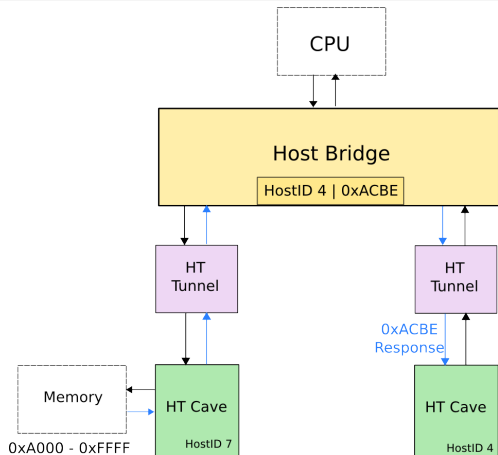 CPU
Host Bridge
HostID 4 | 0xACBE
HT
Tunnel
HT
Tunnel
0xACBE
Response
Memory
HT Cave
HostID 7
0xA000 - 0xFFFF
HT Cave
HostID 4